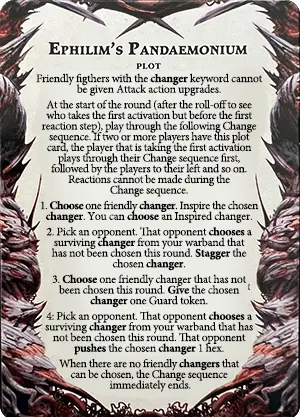 EPHILIM'S PANDAEMONIUM
PLOT
Friendly figthers with the changer keyword cannot
be given Attack action upgrades.
At the start of the round (after the roll-off to see
who takes the first activation but before the first
reaction step), play through the following Change
sequence. If two or more players have this plot
card, the player that is taking the first activation
plays through their Change sequence first,
followed by the players to their left and so on.
Reactions cannot be made during the
Change sequence.
1. Choose one friendly changer. Inspire the chosen
changer. You can choose an Inspired changer.
2. Pick an opponent. That opponent chooses a
surviving changer from your warband that
has not been chosen this round. Stagger the
chosen changer.
3. Choose one friendly changer that has not
been chosen this round. Give the chosen
changer one Guard token.
4: Pick an opponent. That opponent chooses a
surviving changer from your warband that has
not been chosen this round. That opponent
pushes the chosen changer 1 hex.
When there are no friendly changers that
can be chosen, the Change sequence
immediately ends.